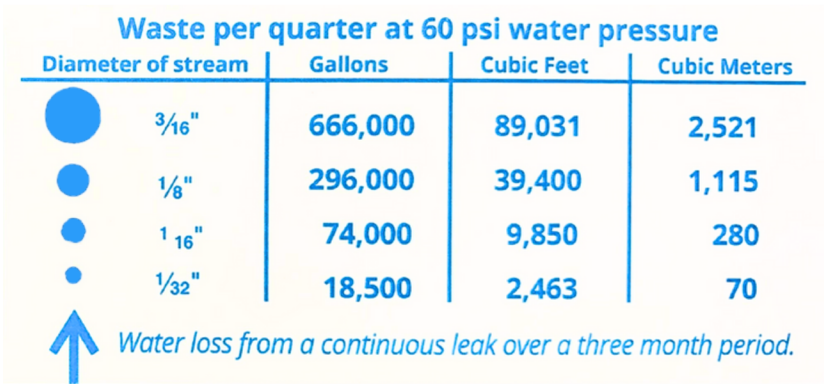 Waste per quarter at 60 psi water pressure
Diameter of stream Gallons Cubic Feet Cubic Meters
3/16" 666,000 89,031 2,521
1/8" 296,000 39,400 1,115
1 16" 74,000 9,850 280
1/32" 18,500 2,463 70
Water loss from a continuous leak over a three month period.